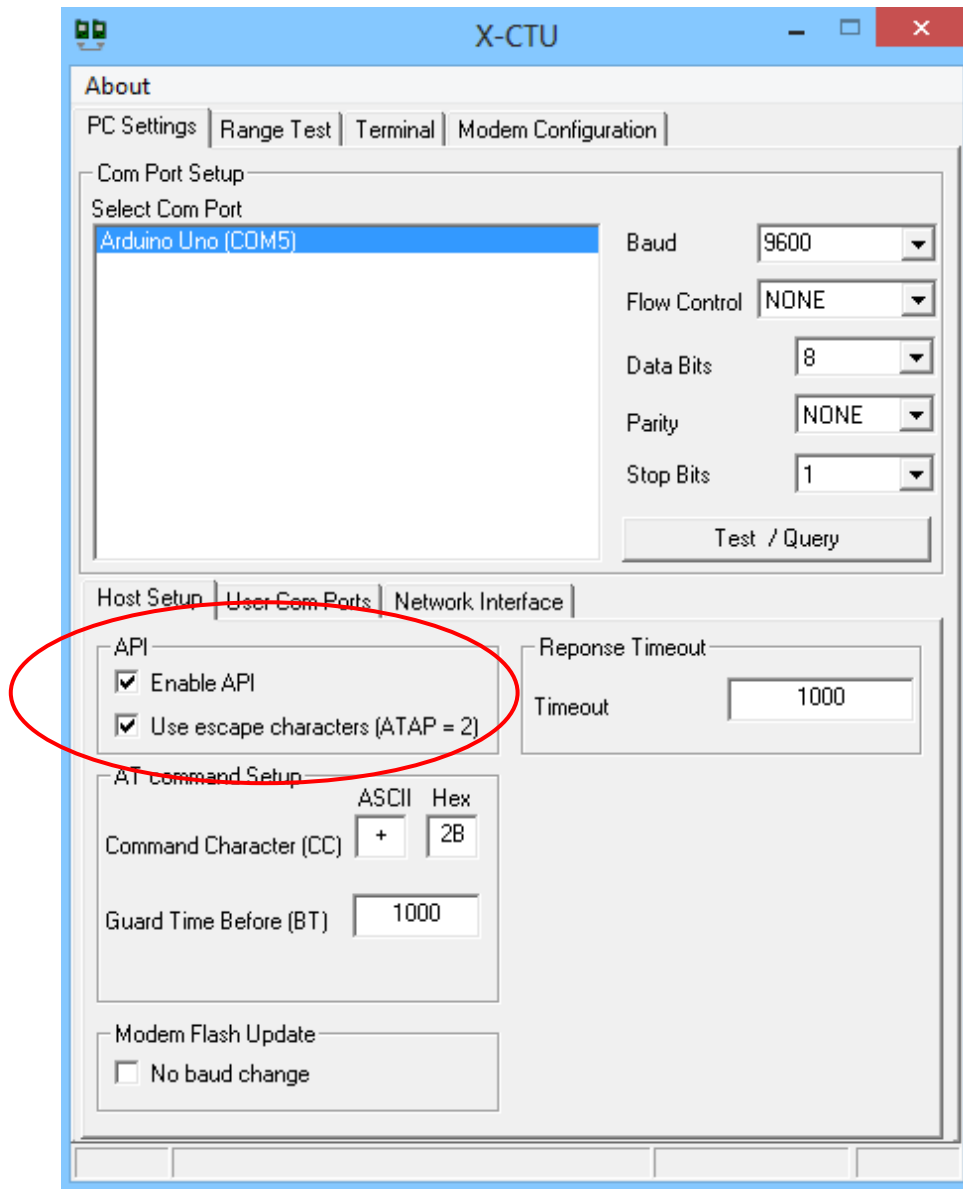 X-CTU
About
PC Settings Range Test Terminal Modem Configuration
Com Port Setup
Select Com Port
Arduino Uno (COM5)
Baud 9600
Flow Control NONE
Data Bits 8
Parity NONE
Stop Bits 1
Test / Query
Host Setup User Com Ports Network Interface
API
Enable API
Use escape characters (ATAP = 2)
Reponse Timeout
Timeout 1000
AT command Setup
ASCII Hex
Command Character (CC) + 2B
Guard Time Before (BT) 1000
Modem Flash Update
No baud change